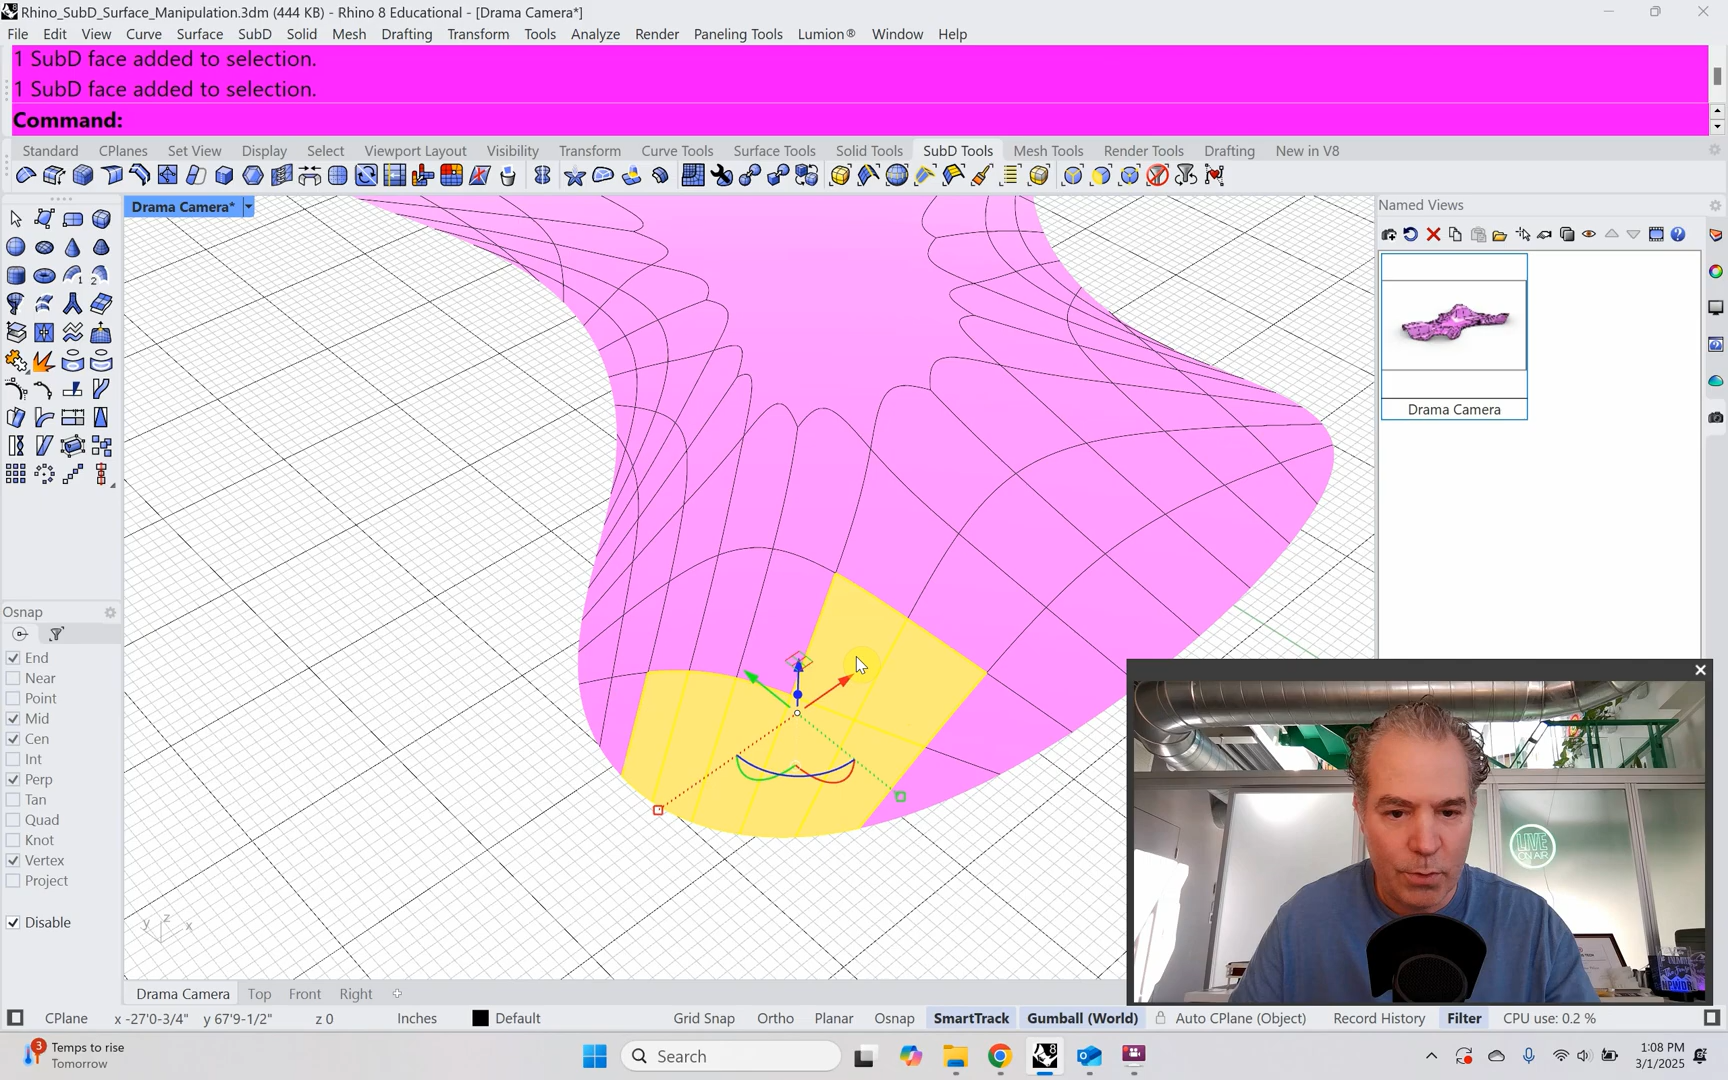 Rhino_SubD_Surface_Manipulation.3dm (444 KB) - Rhino 8 Educational - [Drama Camera*]
File Edit View Curve Surface SubD Solid Mesh Drafting Transform Tools Analyze Render Paneling Tools Lumion® Window Help
1 SubD face added to selection.
1 SubD face added to selection.
Command:
Standard CPlanes Set View Display Select Viewport Layout Visibility Transform Curve Tools Surface Tools Solid Tools SubD Tools Mesh Tools Render Tools Drafting New in V8
Drama Camera*
Named Views
Drama Camera
Osnap
End
Near
Point
Mid
Cen
Int
Perp
Tan
Quad
Knot
Vertex
Project
Disable
y z x
LIVE
ON AIR
Drama Camera Top Front Right
CPlane x -27'0-3/4" y 67'9-1/2" z 0 Inches Default Grid Snap Ortho Planar Osnap SmartTrack Gumball (World) Auto CPlane (Object) Record History Filter CPU use: 0.2 %
3
Temps to rise
Tomorrow
Search
1:08 PM
3/1/2025